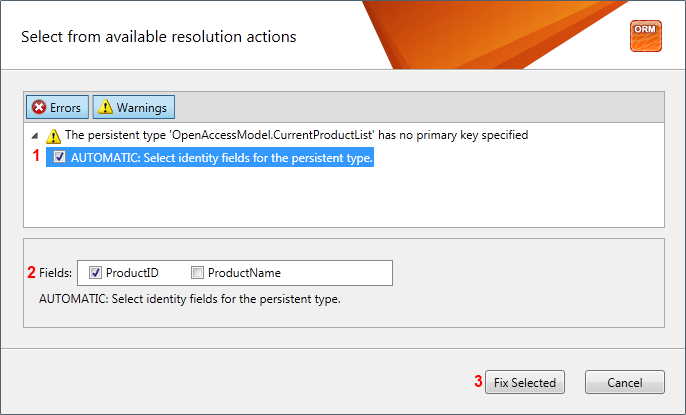 Select from available resolution actions
ORM
Errors Warnings
The persistent type 'OpenAccessModel.CurrentProductList' has no primary key specified
1 AUTOMATIC: Select identity fields for the persistent type.
2 Fields: ProductID ProductName
AUTOMATIC: Select identity fields for the persistent type.
3 Fix Selected Cancel